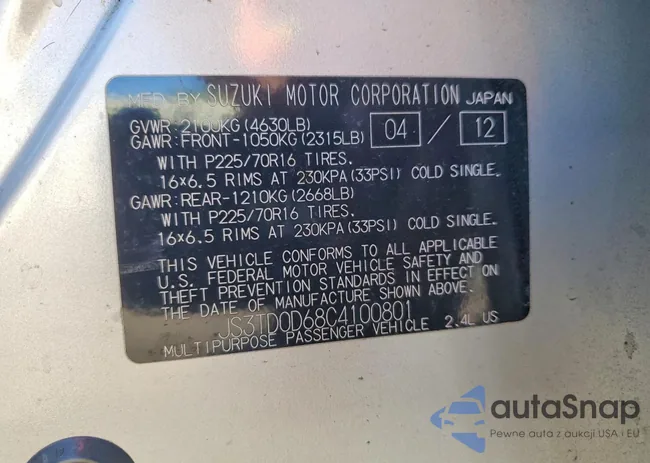 MFD BY SUZUKI MOTOR CORPORATION JAPAN
GVWR: 2100KG (4630LB)
GAWR: FRONT-1050KG (2315LB) 04 / 12
WITH P225/70R16 TIRES.
16x6.5 RIMS AT 230KPA (33PSI) COLD SINGLE.
GAWR: REAR-1210KG (2668LB)
WITH P225/70R16 TIRES.
16x6.5 RIMS AT 230KPA (33PSI) COLD SINGLE.
THIS VEHICLE CONFORMS TO ALL APPLICABLE
U.S. FEDERAL MOTOR VEHICLE SAFETY AND
THEFT PREVENTION STANDARDS IN EFFECT ON
THE DATE OF MANUFACTURE SHOWN ABOVE.
JS3TD0D68C4100801
MULTIPURPOSE PASSENGER VEHICLE 2.4L US
autaSnap
Pewne auta z aukcji USA i EU